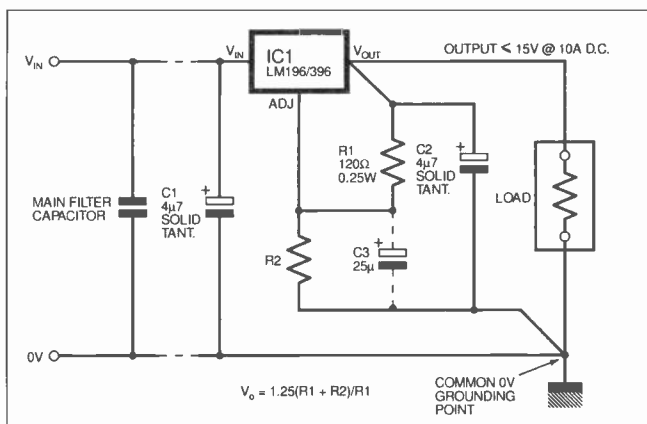 V_IN
V_IN
IC1
LM196/396
V_OUT
ADJ
OUTPUT < 15V @ 10A D.C.
MAIN FILTER
CAPACITOR
C1
4µ7
SOLID
TANT.
R1
120Ω
0.25W
C2
4µ7
SOLID
TANT.
LOAD
R2
C3
25µ
0V
V_o = 1.25(R1 + R2)/R1
COMMON 0V
GROUNDING
POINT